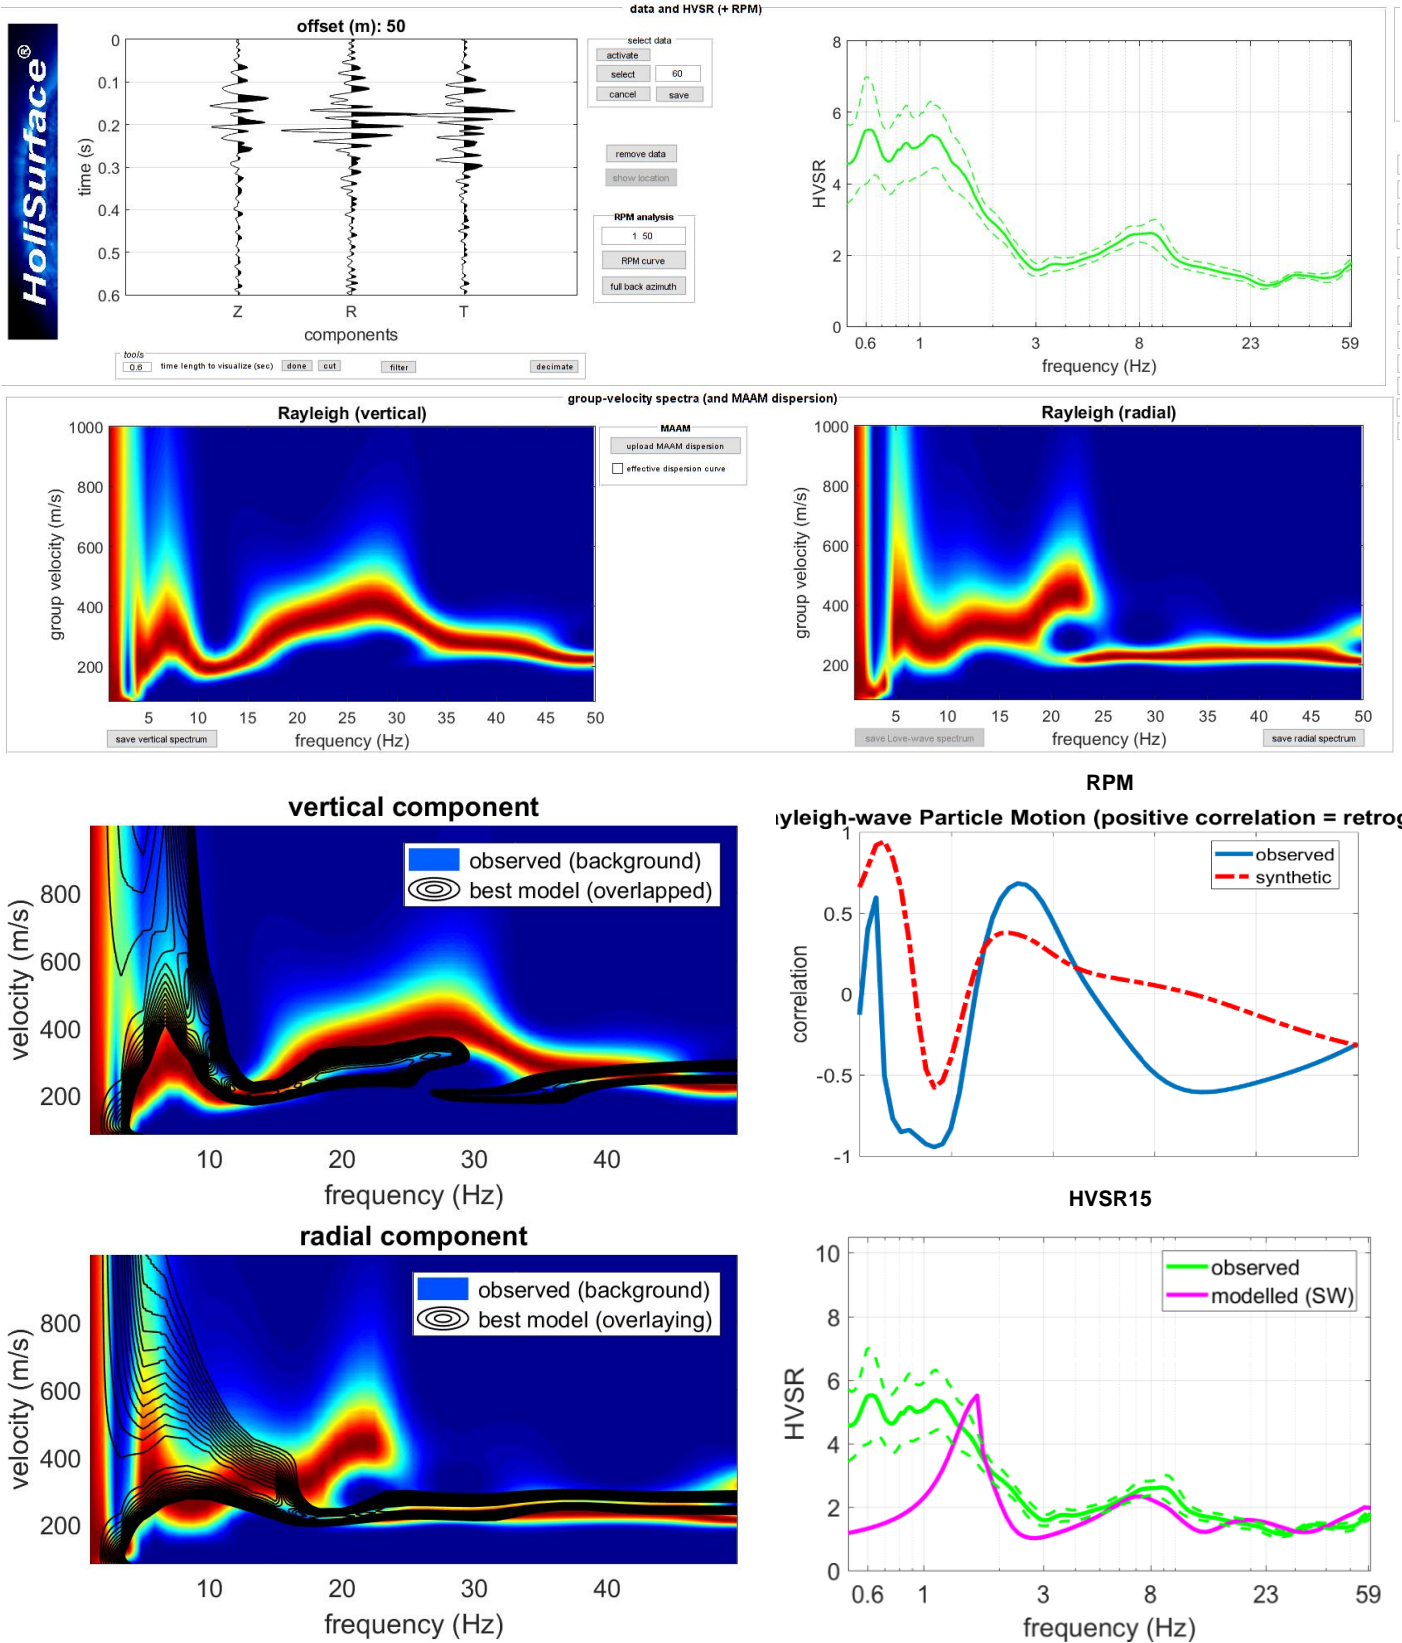 data and HVSR (+ RPM)
HoliSurface®
offset (m): 50
0
0.1
0.2
0.3
0.4
0.5
0.6
time (s)
Z R T
components
select data
activate
select 60
cancel save
remove data
show location
RPM analysis
1 50
RPM curve
full back azimuth
tools
0.6 time length to visualize (sec) done cut filter decimate
8
6
4
2
0
HVSR
0.6 1 3 8 23 59
frequency (Hz)
group-velocity spectra (and MAAM dispersion)
Rayleigh (vertical)
1000
800
600
400
200
group velocity (m/s)
5 10 15 20 25 30 35 40 45 50
frequency (Hz)
save vertical spectrum
MAAM
upload MAAM dispersion
effective dispersion curve
Rayleigh (radial)
1000
800
600
400
200
group velocity (m/s)
5 10 15 20 25 30 35 40 45 50
frequency (Hz)
save Love-wave spectrum
save radial spectrum
vertical component
observed (background)
best model (overlapped)
800
600
400
200
velocity (m/s)
10 20 30 40
frequency (Hz)
RPM
yleigh-wave Particle Motion (positive correlation = retrog
observed
synthetic
1
0.5
0
-0.5
-1
correlation
radial component
observed (background)
best model (overlaying)
800
600
400
200
velocity (m/s)
10 20 30 40
frequency (Hz)
HVSR15
observed
modelled (SW)
10
8
6
4
2
0
HVSR
0.6 1 3 8 23 59
frequency (Hz)